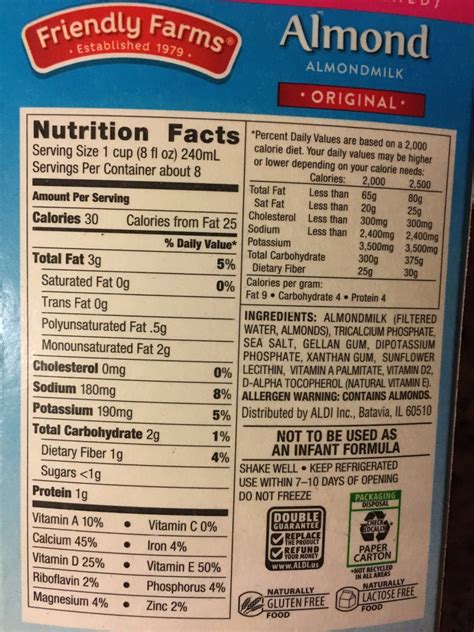 Friendly Farms®
• Established 1979 •
Almond
ALMONDMILK
• ORIGINAL •
Nutrition Facts
Serving Size 1 cup (8 fl oz) 240mL
Servings Per Container about 8
Amount Per Serving
Calories 30 Calories from Fat 25
% Daily Value*
Total Fat 3g 5%
Saturated Fat 0g 0%
Trans Fat 0g
Polyunsaturated Fat .5g
Monounsaturated Fat 2g
Cholesterol 0mg 0%
Sodium 180mg 8%
Potassium 190mg 5%
Total Carbohydrate 2g 1%
Dietary Fiber 1g 4%
Sugars <1g
Protein 1g
Vitamin A 10% • Vitamin C 0%
Calcium 45% • Iron 4%
Vitamin D 25% • Vitamin E 50%
Riboflavin 2% • Phosphorus 4%
Magnesium 4% • Zinc 2%
*Percent Daily Values are based on a 2,000
calorie diet. Your daily values may be higher
or lower depending on your calorie needs:
Calories: 2,000 2,500
Total Fat Less than 65g 80g
Sat Fat Less than 20g 25g
Cholesterol Less than 300mg 300mg
Sodium Less than 2,400mg 2,400mg
Potassium 3,500mg 3,500mg
Total Carbohydrate 300g 375g
Dietary Fiber 25g 30g
Calories per gram:
Fat 9 • Carbohydrate 4 • Protein 4
INGREDIENTS: ALMONDMILK (FILTERED
WATER, ALMONDS), TRICALCIUM PHOSPHATE,
SEA SALT, GELLAN GUM, DIPOTASSIUM
PHOSPHATE, XANTHAN GUM, SUNFLOWER
LECITHIN, VITAMIN A PALMITATE, VITAMIN D2,
D-ALPHA TOCOPHEROL (NATURAL VITAMIN E).
ALLERGEN WARNING: CONTAINS ALMONDS.
Distributed by ALDI Inc., Batavia, IL 60510
NOT TO BE USED AS
AN INFANT FORMULA
SHAKE WELL • KEEP REFRIGERATED
USE WITHIN 7–10 DAYS OF OPENING
DO NOT FREEZE
DOUBLE
GUARANTEE
REPLACE
THE PRODUCT
REFUND
YOUR MONEY
www.ALDI.us
PACKAGING
DISPOSAL
CHECK
LOCALLY*
PAPER
CARTON
*NOT RECYCLED
IN ALL AREAS
NATURALLY
GLUTEN FREE
FOOD
NATURALLY
LACTOSE FREE
FOOD